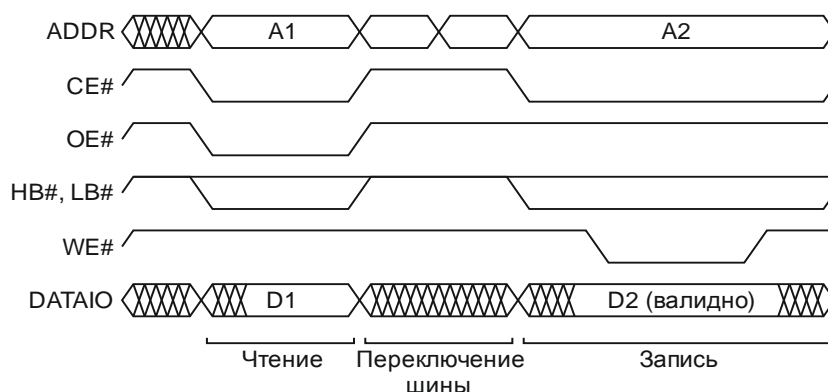 ADDR A1 A2
CE#
OE#
HB#, LB#
WE#
DATAIO D1 D2 (валидно)
Чтение Переключение шины Запись